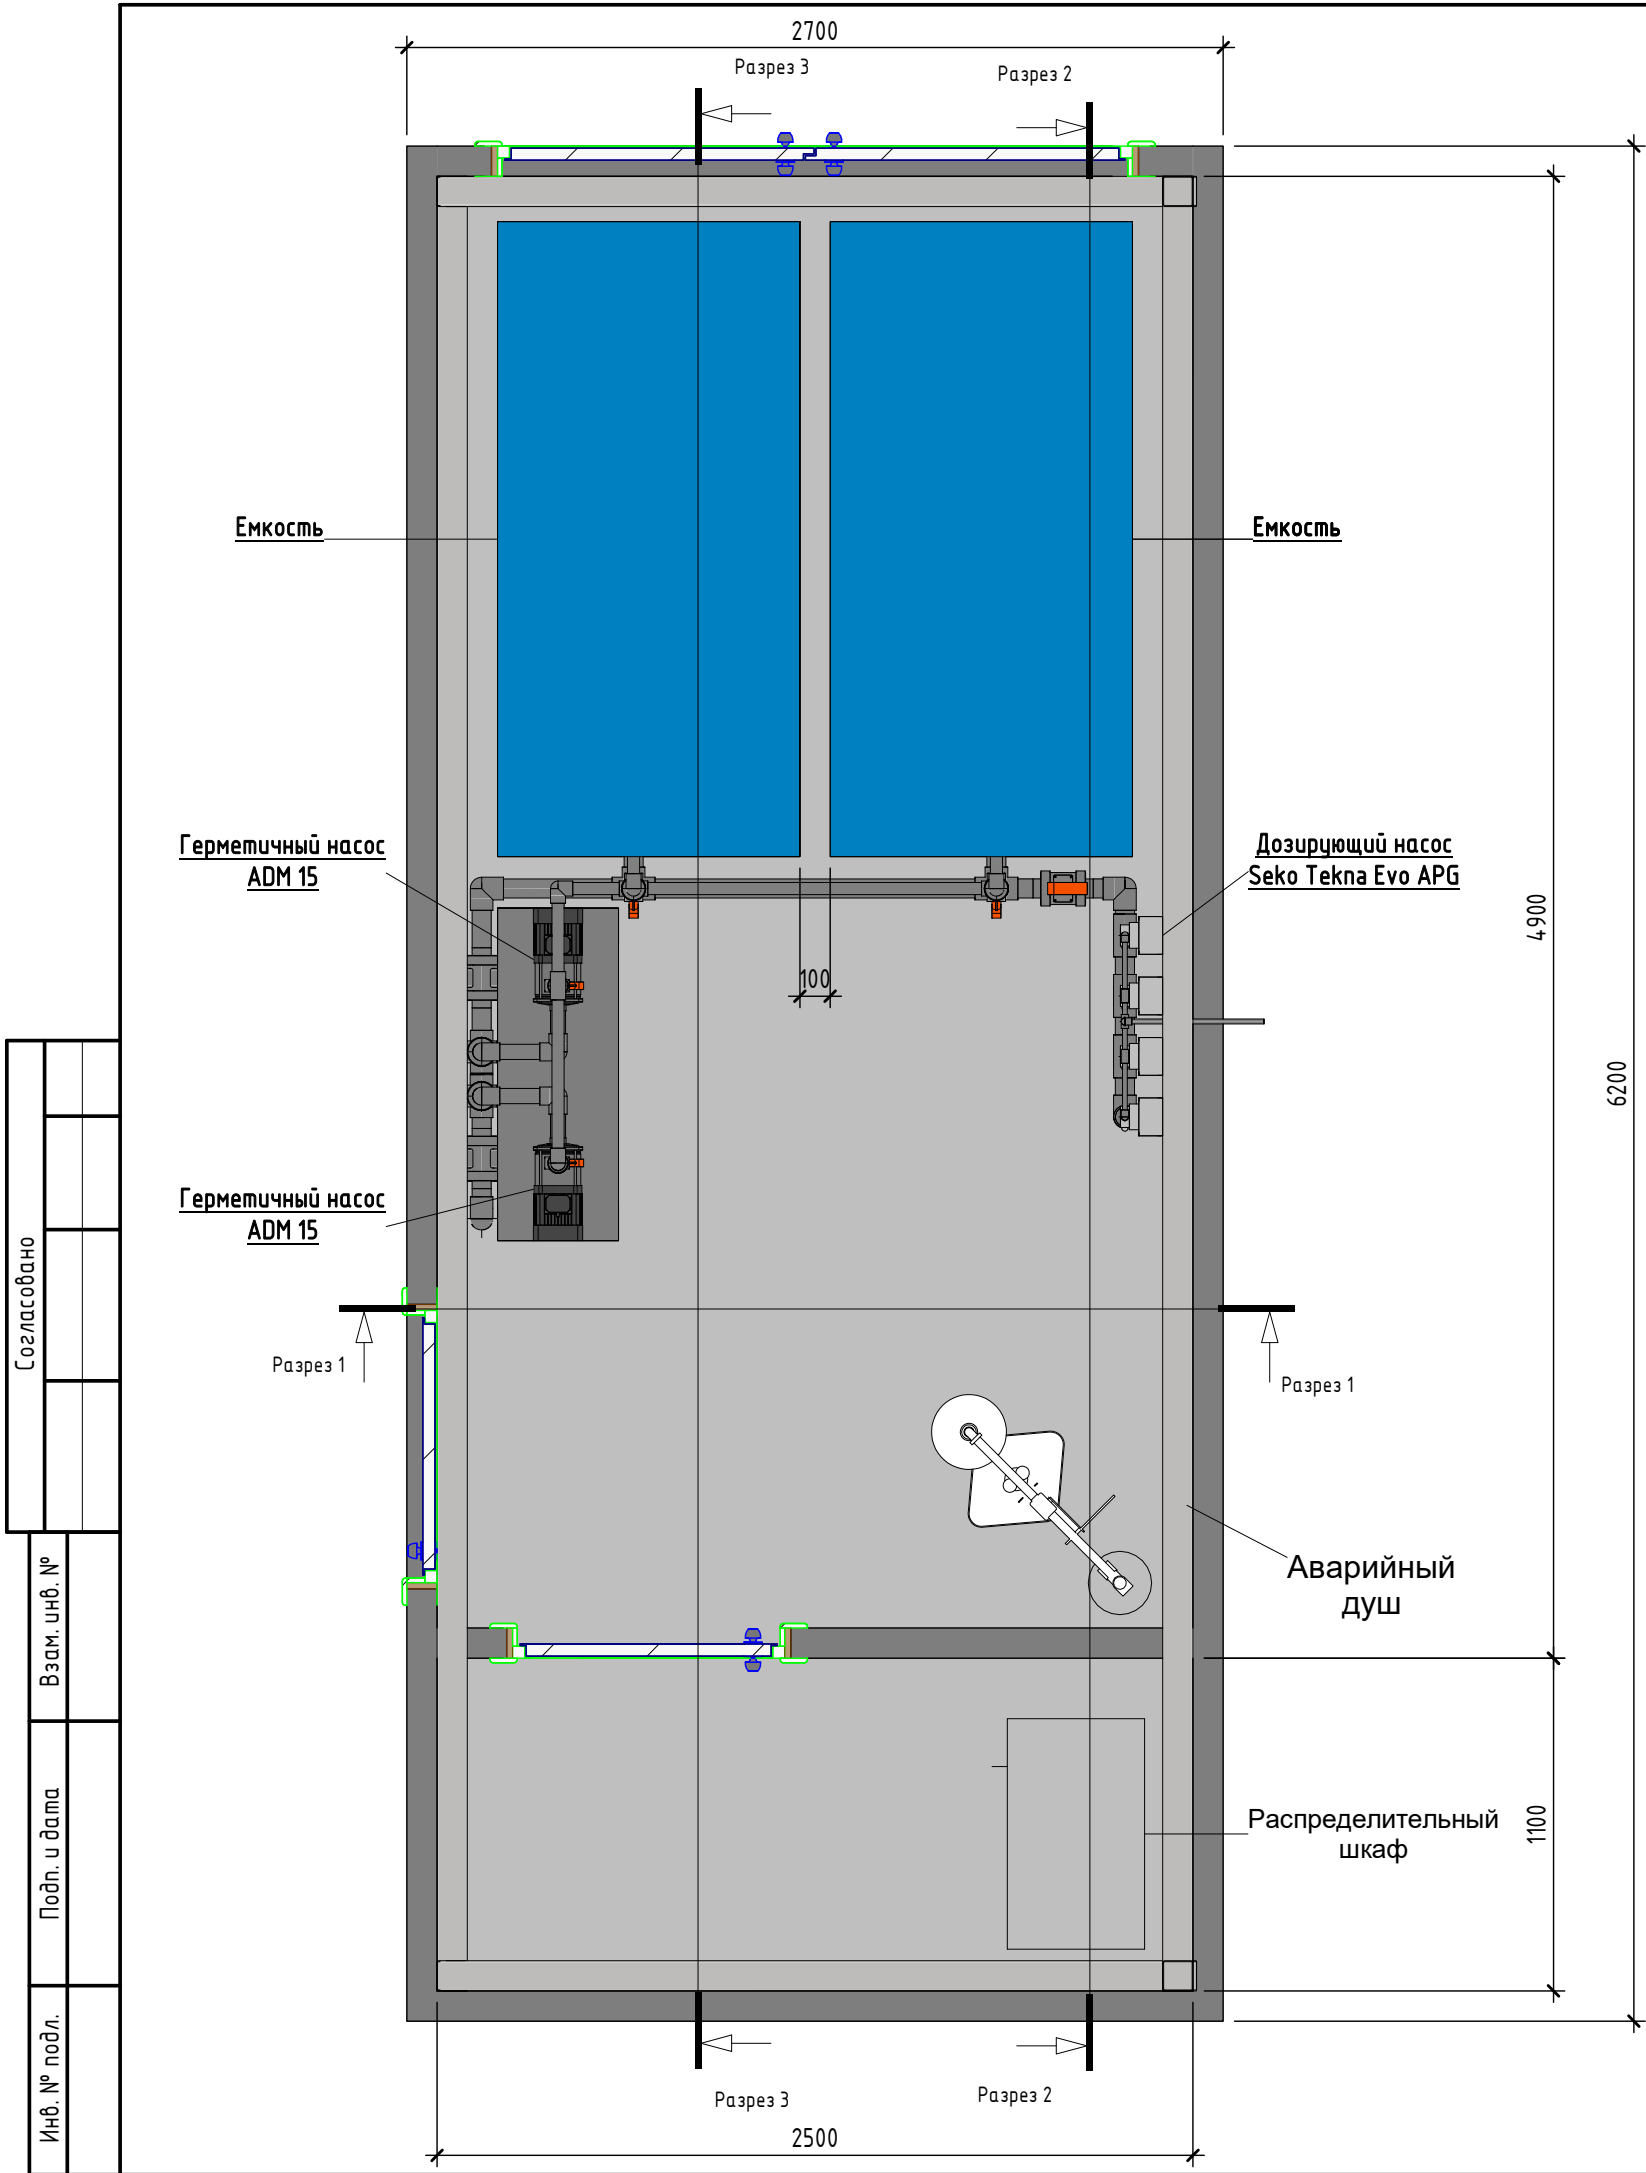 2700
Разрез 3
Разрез 2
Емкость
Емкость
Герметичный насос
ADM 15
Дозирующий насос
Seko Tekna Evo APG
4900
100
6200
Герметичный насос
ADM 15
Согласовано
Разрез 1
Разрез 1
Аварийный
душ
Взам. инв. №
Распределительный
шкаф
1100
Подп. и дата
Инв. № подл.
Разрез 3
Разрез 2
2500